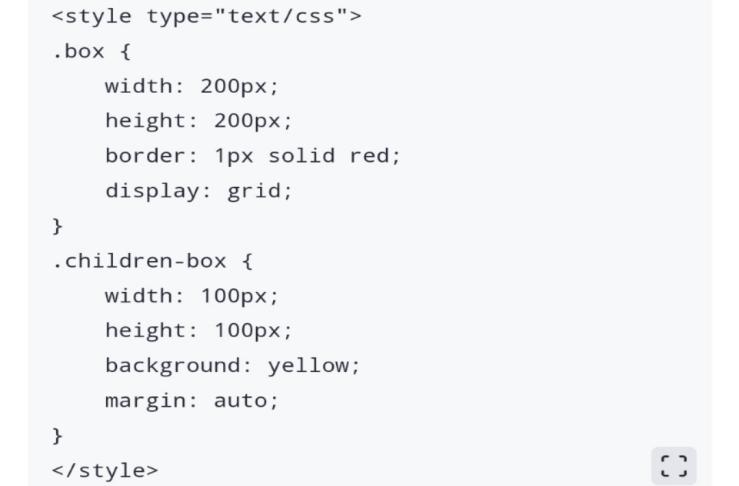 <style type="text/css">
.box {
    width: 200px;
    height: 200px;
    border: 1px solid red;
    display: grid;
}
.children-box {
    width: 100px;
    height: 100px;
    background: yellow;
    margin: auto;
}
</style>